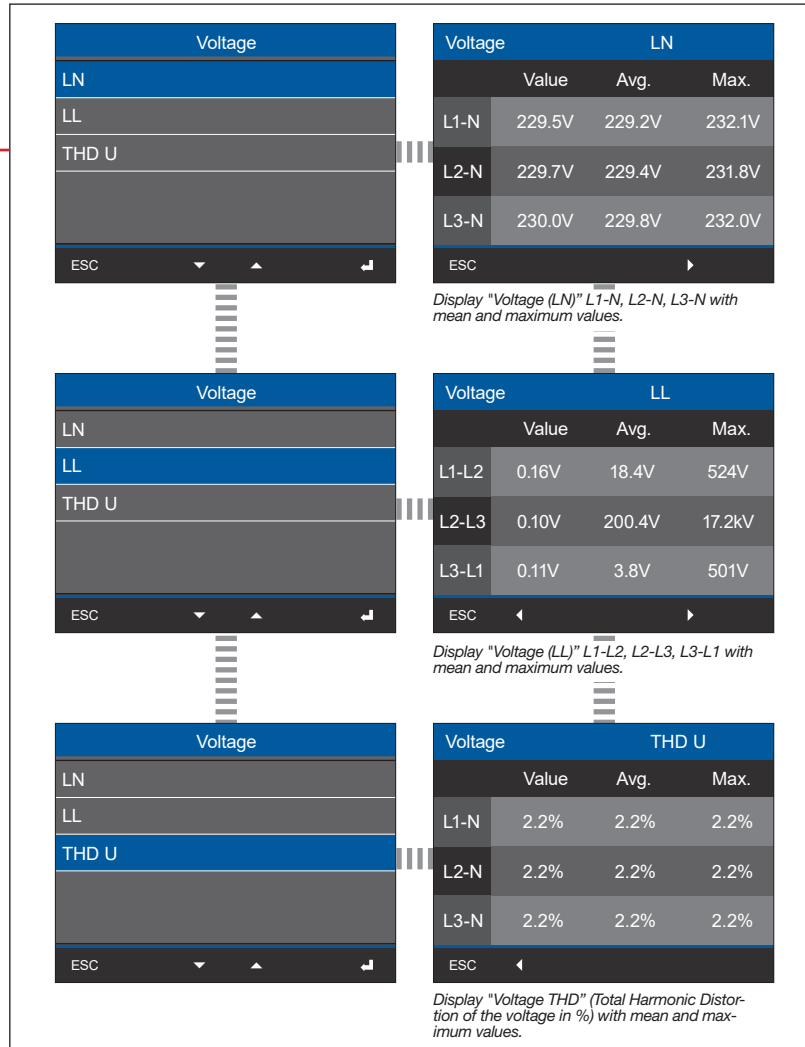 Voltage
LN
LL
THD U
ESC
Voltage LN
Value Avg. Max.
L1-N 229.5V 229.2V 232.1V
L2-N 229.7V 229.4V 231.8V
L3-N 230.0V 229.8V 232.0V
ESC
Display "Voltage (LN)” L1-N, L2-N, L3-N with
mean and maximum values.
Voltage
LN
LL
THD U
ESC
Voltage LL
Value Avg. Max.
L1-L2 0.16V 18.4V 524V
L2-L3 0.10V 200.4V 17.2kV
L3-L1 0.11V 3.8V 501V
ESC
Display "Voltage (LL)” L1-L2, L2-L3, L3-L1 with
mean and maximum values.
Voltage
LN
LL
THD U
ESC
Voltage THD U
Value Avg. Max.
L1-N 2.2% 2.2% 2.2%
L2-N 2.2% 2.2% 2.2%
L3-N 2.2% 2.2% 2.2%
ESC
Display "Voltage THD” (Total Harmonic Distor-
tion of the voltage in %) with mean and max-
imum values.